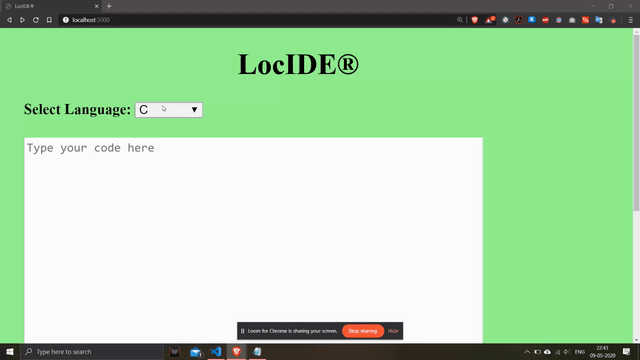 LocIDE®
localhost:3000
LocIDE®
Select Language: C
Type your code here
Loom for Chrome is sharing your screen.
Stop sharing
Hide
Type here to search
ENG
22:43
09-05-2020